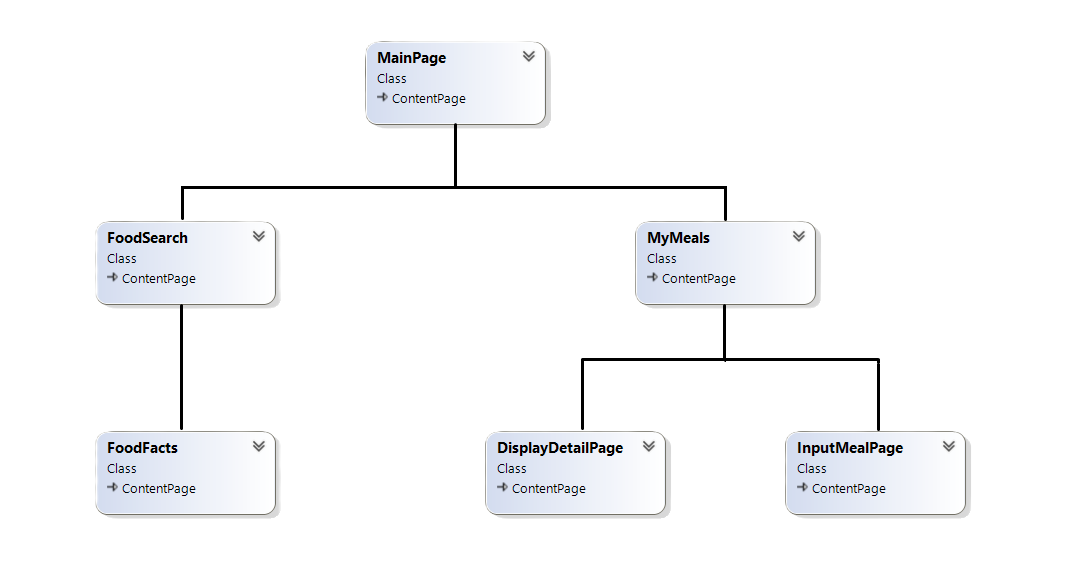 MainPage
Class
ContentPage
FoodSearch
Class
ContentPage
MyMeals
Class
ContentPage
FoodFacts
Class
ContentPage
DisplayDetailPage
Class
ContentPage
InputMealPage
Class
ContentPage